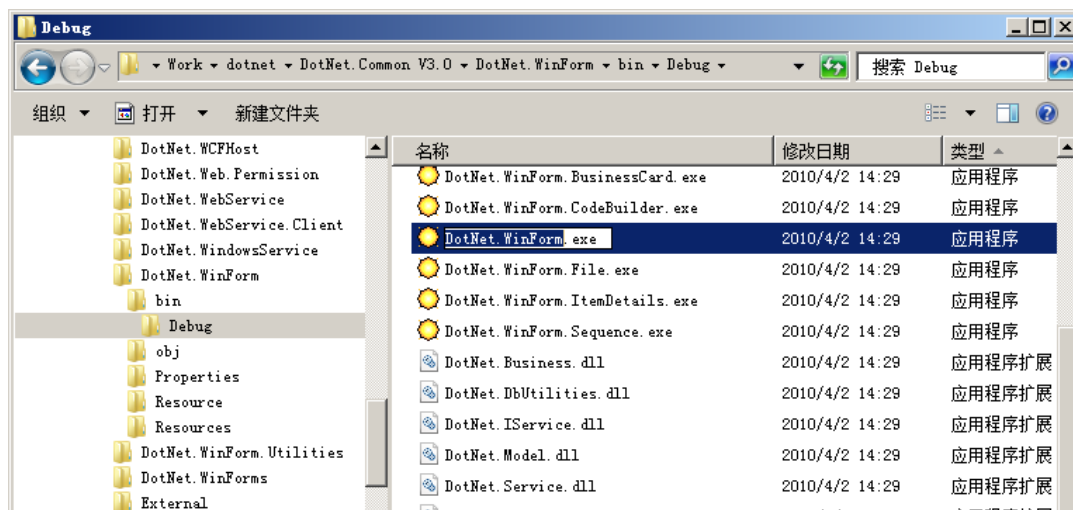 Debug
Work dotnet DotNet.Common V3.0 DotNet.WinForm bin Debug 搜索 Debug
组织 打开 新建文件夹
DotNet.WCFHost
DotNet.Web.Permission
DotNet.WebService
DotNet.WebService.Client
DotNet.WindowsService
DotNet.WinForm
bin
Debug
obj
Properties
Resource
Resources
DotNet.WinForm.Utilities
DotNet.WinForms
External
名称 修改日期 类型
DotNet.WinForm.BusinessCard.exe 2010/4/2 14:29 应用程序
DotNet.WinForm.CodeBuilder.exe 2010/4/2 14:29 应用程序
DotNet.WinForm.exe 2010/4/2 14:29 应用程序
DotNet.WinForm.File.exe 2010/4/2 14:29 应用程序
DotNet.WinForm.ItemDetails.exe 2010/4/2 14:29 应用程序
DotNet.WinForm.Sequence.exe 2010/4/2 14:29 应用程序
DotNet.Business.dll 2010/4/2 14:29 应用程序扩展
DotNet.DbUtilities.dll 2010/4/2 14:29 应用程序扩展
DotNet.IService.dll 2010/4/2 14:29 应用程序扩展
DotNet.Model.dll 2010/4/2 14:29 应用程序扩展
DotNet.Service.dll 2010/4/2 14:29 应用程序扩展